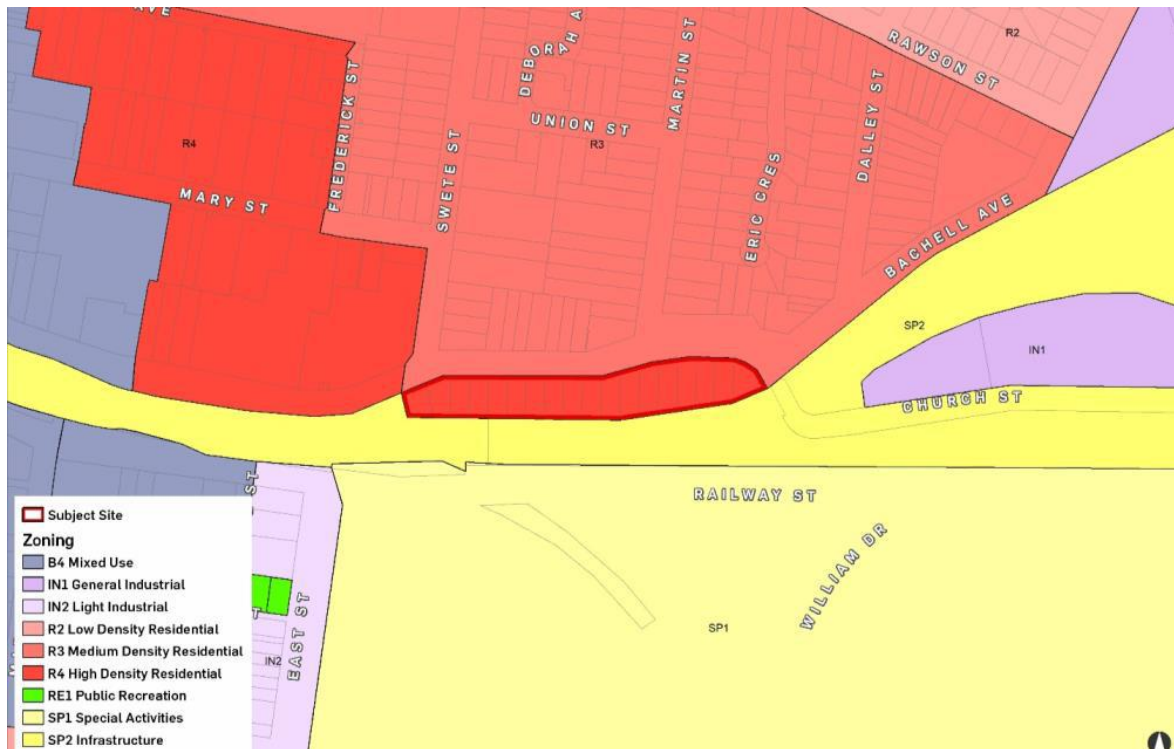 AVE
DEBORAH A
MARTIN ST
R2
RAWSON ST
FREDERICK ST
UNION ST
R3
R4
DALLEY ST
SWETE ST
MARY ST
ERIC CRES
BACHELL AVE
SP2
IN1
CHURCH ST
RAILWAY ST
WILLIAM DR
SP1
EAST ST
IN2
Subject Site
Zoning
B4 Mixed Use
IN1 General Industrial
IN2 Light Industrial
R2 Low Density Residential
R3 Medium Density Residential
R4 High Density Residential
RE1 Public Recreation
SP1 Special Activities
SP2 Infrastructure